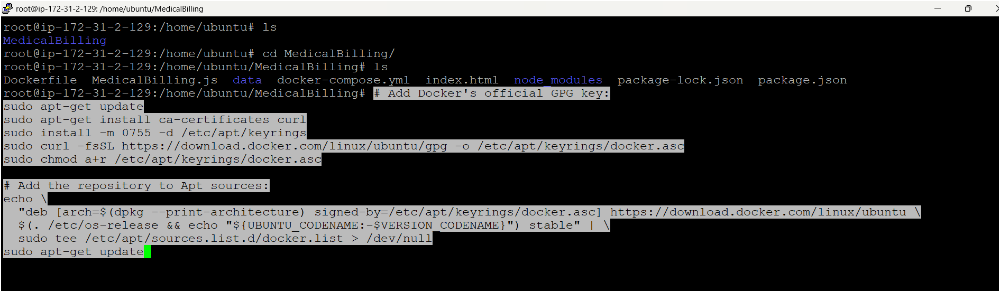 root@ip-172-31-2-129: /home/ubuntu/MedicalBilling
root@ip-172-31-2-129:/home/ubuntu# ls
MedicalBilling
root@ip-172-31-2-129:/home/ubuntu# cd MedicalBilling/
root@ip-172-31-2-129:/home/ubuntu/MedicalBilling# ls
Dockerfile  MedicalBilling.js  data  docker-compose.yml  index.html  node_modules  package-lock.json  package.json
root@ip-172-31-2-129:/home/ubuntu/MedicalBilling# # Add Docker's official GPG key:
sudo apt-get update
sudo apt-get install ca-certificates curl
sudo install -m 0755 -d /etc/apt/keyrings
sudo curl -fsSL https://download.docker.com/linux/ubuntu/gpg -o /etc/apt/keyrings/docker.asc
sudo chmod a+r /etc/apt/keyrings/docker.asc
# Add the repository to Apt sources:
echo \
  "deb [arch=$(dpkg --print-architecture) signed-by=/etc/apt/keyrings/docker.asc] https://download.docker.com/linux/ubuntu \
  $(. /etc/os-release && echo "${UBUNTU_CODENAME:-$VERSION_CODENAME}") stable" | \
  sudo tee /etc/apt/sources.list.d/docker.list > /dev/null
sudo apt-get update